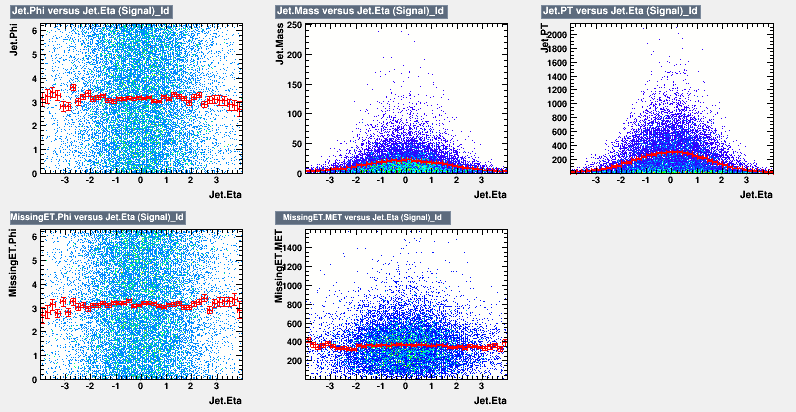 Jet.Phi versus Jet.Eta (Signal)_Id
Jet.Phi
6
5
4
3
2
1
0
-3 -2 -1 0 1 2 3
Jet.Eta
Jet.Mass versus Jet.Eta (Signal)_Id
Jet.Mass
250
200
150
100
50
0
-3 -2 -1 0 1 2 3
Jet.Eta
Jet.PT versus Jet.Eta (Signal)_Id
Jet.PT
2000
1800
1600
1400
1200
1000
800
600
400
200
-3 -2 -1 0 1 2 3
Jet.Eta
MissingET.Phi versus Jet.Eta (Signal)_Id
MissingET.Phi
6
5
4
3
2
1
0
-3 -2 -1 0 1 2 3
Jet.Eta
MissingET.MET versus Jet.Eta (Signal)_Id
MissingET.MET
1400
1200
1000
800
600
400
200
-3 -2 -1 0 1 2 3
Jet.Eta